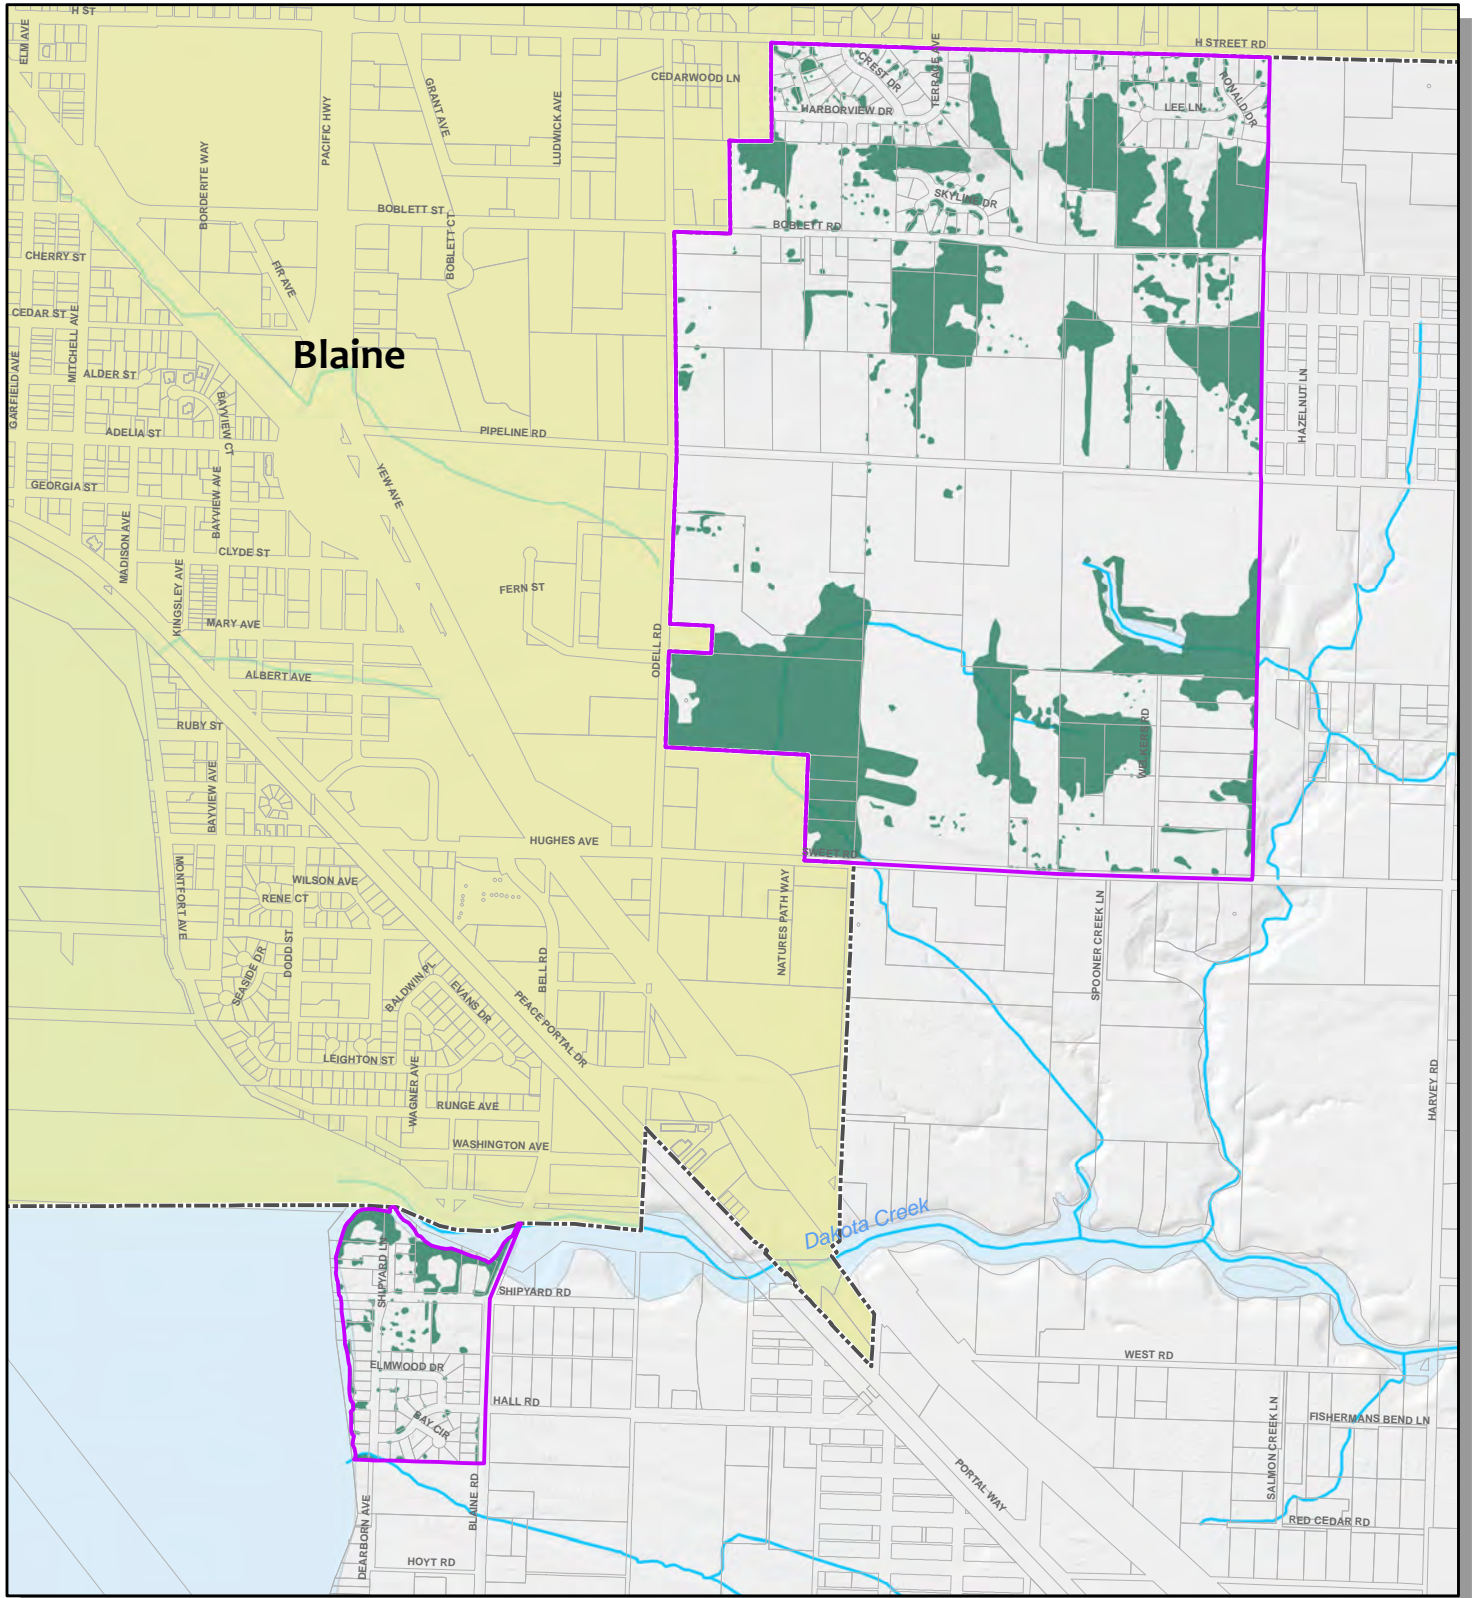 H ST
ELM AVE
H STREET RD
CEDARWOOD LN
CREST DR
TERRACE AVE
RONALD DR
HARBORVIEW DR
LEE LN
GRANT AVE
PACIFIC HWY
LUDWICK AVE
BORDERITE WAY
BOBLETT ST
SKYLINE DR
BOBLETT RD
BOBLETT CT
CHERRY ST
FIR AVE
CEDAR ST
MITCHELL AVE
Blaine
GARFIELD AVE
ALDER ST
BAYVIEW CT
HAZELNUT LN
ADELIA ST
PIPELINE RD
YEW AVE
GEORGIA ST
BAYVIEW AVE
MADISON AVE
CLYDE ST
KINGSLEY AVE
FERN ST
MARY AVE
ODELL RD
ALBERT AVE
RUBY ST
WELKERS RD
BAYVIEW AVE
HUGHES AVE
SWEET RD
MONTFORT AVE
WILSON AVE
RENE CT
NATURES PATH WAY
SPOONER CREEK LN
DODD ST
SEASIDE DR
BALDWIN PL
EVANS DR
BELL RD
PEACE PORTAL DR
LEIGHTON ST
WAGNER AVE
HARVEY RD
RUNGE AVE
WASHINGTON AVE
Dakota Creek
SHIPYARD LN
SHIPYARD RD
WEST RD
ELMWOOD DR
HALL RD
BAY CIR
SALMON CREEK LN
FISHERMANS BEND LN
PORTAL WAY
BLAINE RD
DEARBORN AVE
RED CEDAR RD
HOYT RD